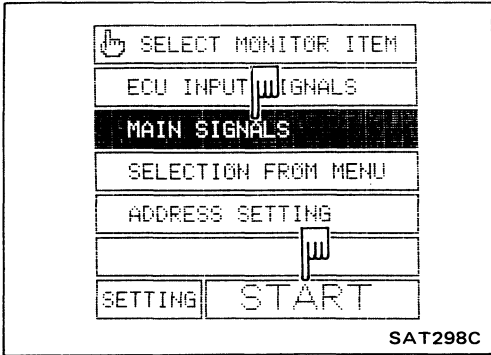 SELECT MONITOR ITEM
ECU INPUT SIGNALS
MAIN SIGNALS
SELECTION FROM MENU
ADDRESS SETTING
SETTING START
SAT298C